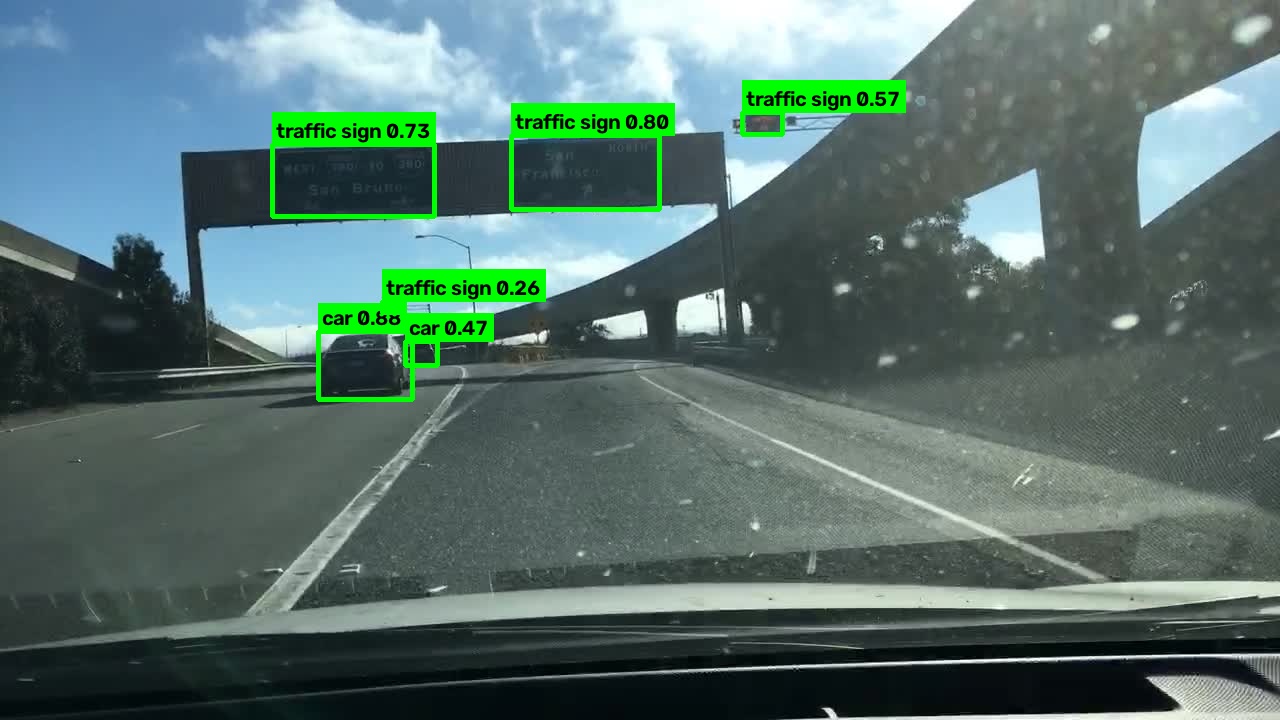 traffic sign 0.57
traffic sign 0.80
traffic sign 0.73
WEST 380 TO 280
San Bruno
NORTH
San
Francisco
traffic sign 0.26
car 0.88
car 0.47